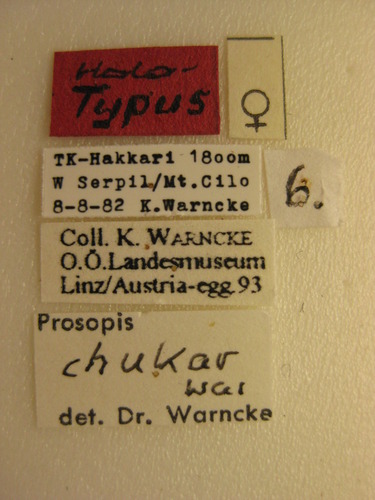 Holo-
Typus
♀
TK-Hakkari 1800m
W Serpil/Mt.Cilo
8-8-82 K.Warncke
6.
Coll. K. WARNCKE
O.Ö.Landesmuseum
Linz/Austria-egg.93
Prosopis
chukar
War
det. Dr. Warncke